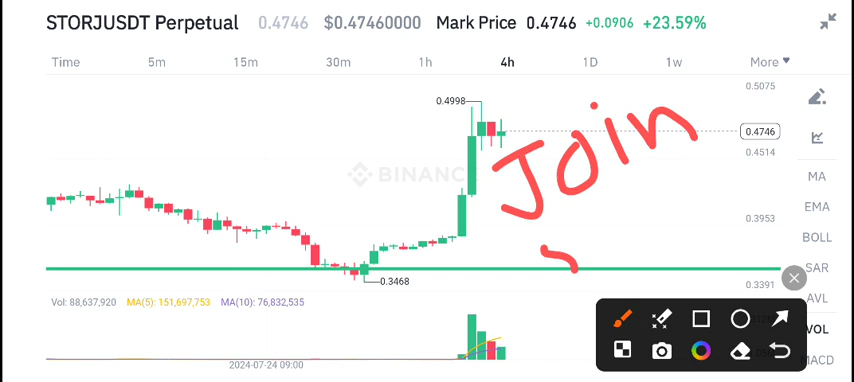 STORJUSDT Perpetual 0.4746 $0.47460000 Mark Price 0.4746 +0.0906 +23.59%
Time 5m 15m 30m 1h 4h 1D 1w More
0.5075
0.4998
0.4746
Join
0.4514
BINANC
MA
EMA
0.3953
BOLL
SAR
0.3468
0.3391
AVL
Vol: 88,637,920 MA(5): 151,697,753 MA(10): 76,832,535
VOL
MACD
2024-07-24 09:00